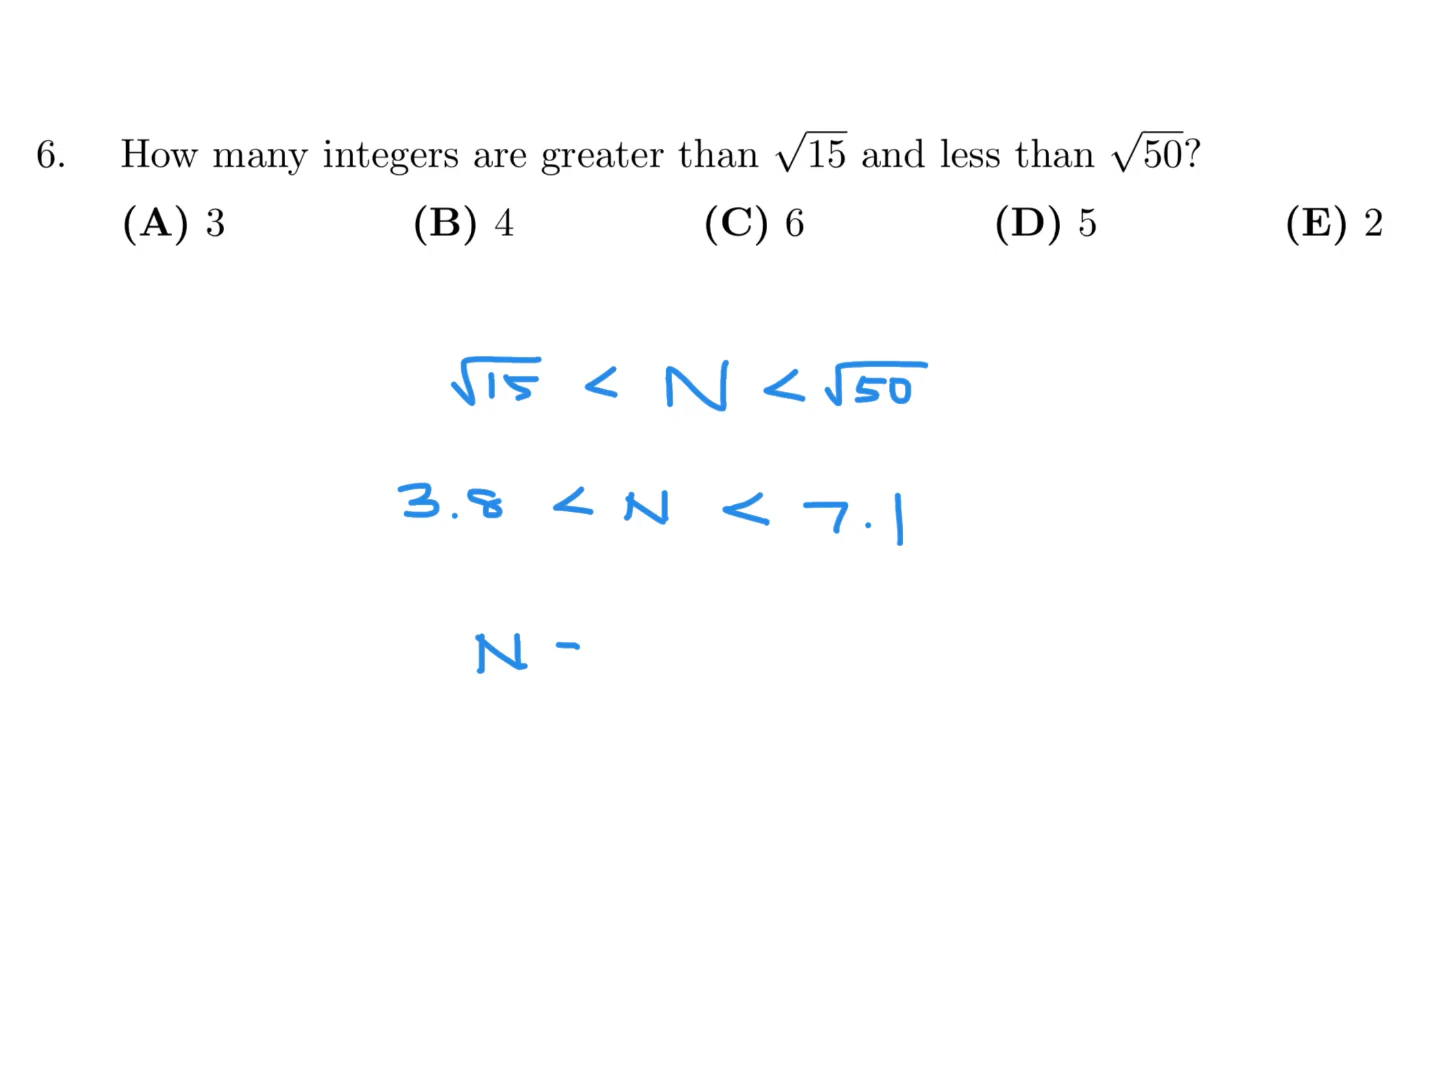 6. How many integers are greater than √15 and less than √50?
(A) 3 (B) 4 (C) 6 (D) 5 (E) 2
√15 < N < √50
3.8 < N < 7.1
N -